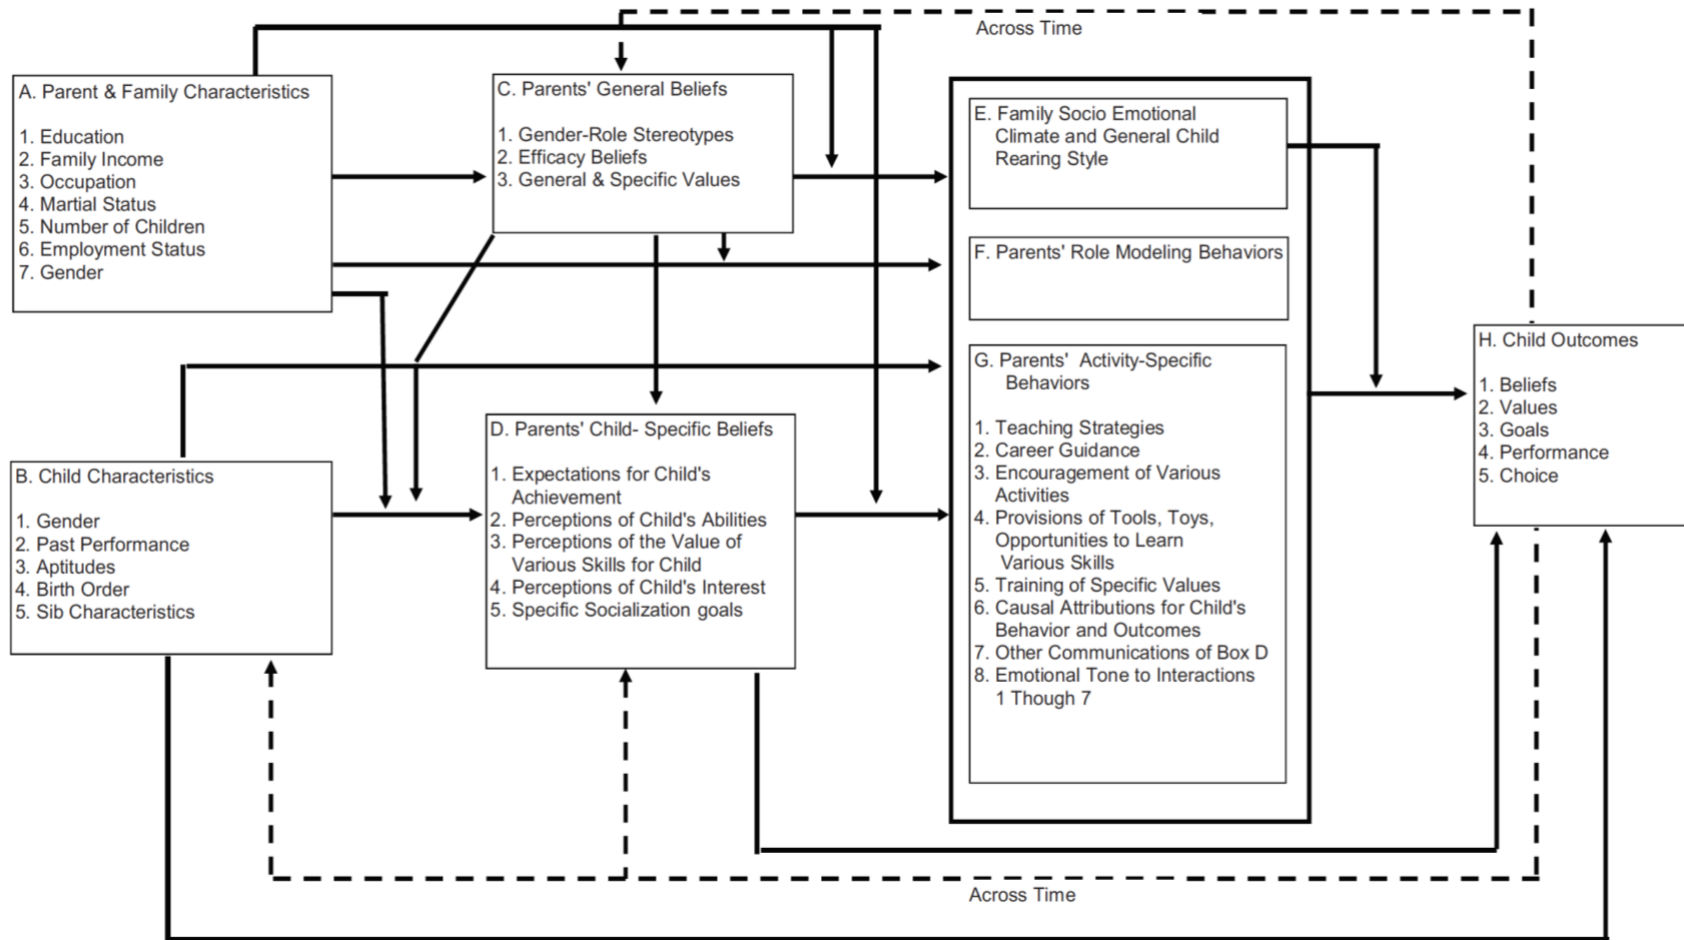 Across Time
A. Parent & Family Characteristics
1. Education
2. Family Income
3. Occupation
4. Martial Status
5. Number of Children
6. Employment Status
7. Gender
C. Parents' General Beliefs
1. Gender-Role Stereotypes
2. Efficacy Beliefs
3. General & Specific Values
E. Family Socio Emotional
Climate and General Child
Rearing Style
F. Parents' Role Modeling Behaviors
B. Child Characteristics
1. Gender
2. Past Performance
3. Aptitudes
4. Birth Order
5. Sib Characteristics
D. Parents' Child- Specific Beliefs
1. Expectations for Child's
Achievement
2. Perceptions of Child's Abilities
3. Perceptions of the Value of
Various Skills for Child
4. Perceptions of Child's Interest
5. Specific Socialization goals
G. Parents' Activity-Specific
Behaviors
1. Teaching Strategies
2. Career Guidance
3. Encouragement of Various
Activities
4. Provisions of Tools, Toys,
Opportunities to Learn
Various Skills
5. Training of Specific Values
6. Causal Attributions for Child's
Behavior and Outcomes
7. Other Communications of Box D
8. Emotional Tone to Interactions
1 Though 7
H. Child Outcomes
1. Beliefs
2. Values
3. Goals
4. Performance
5. Choice
Across Time